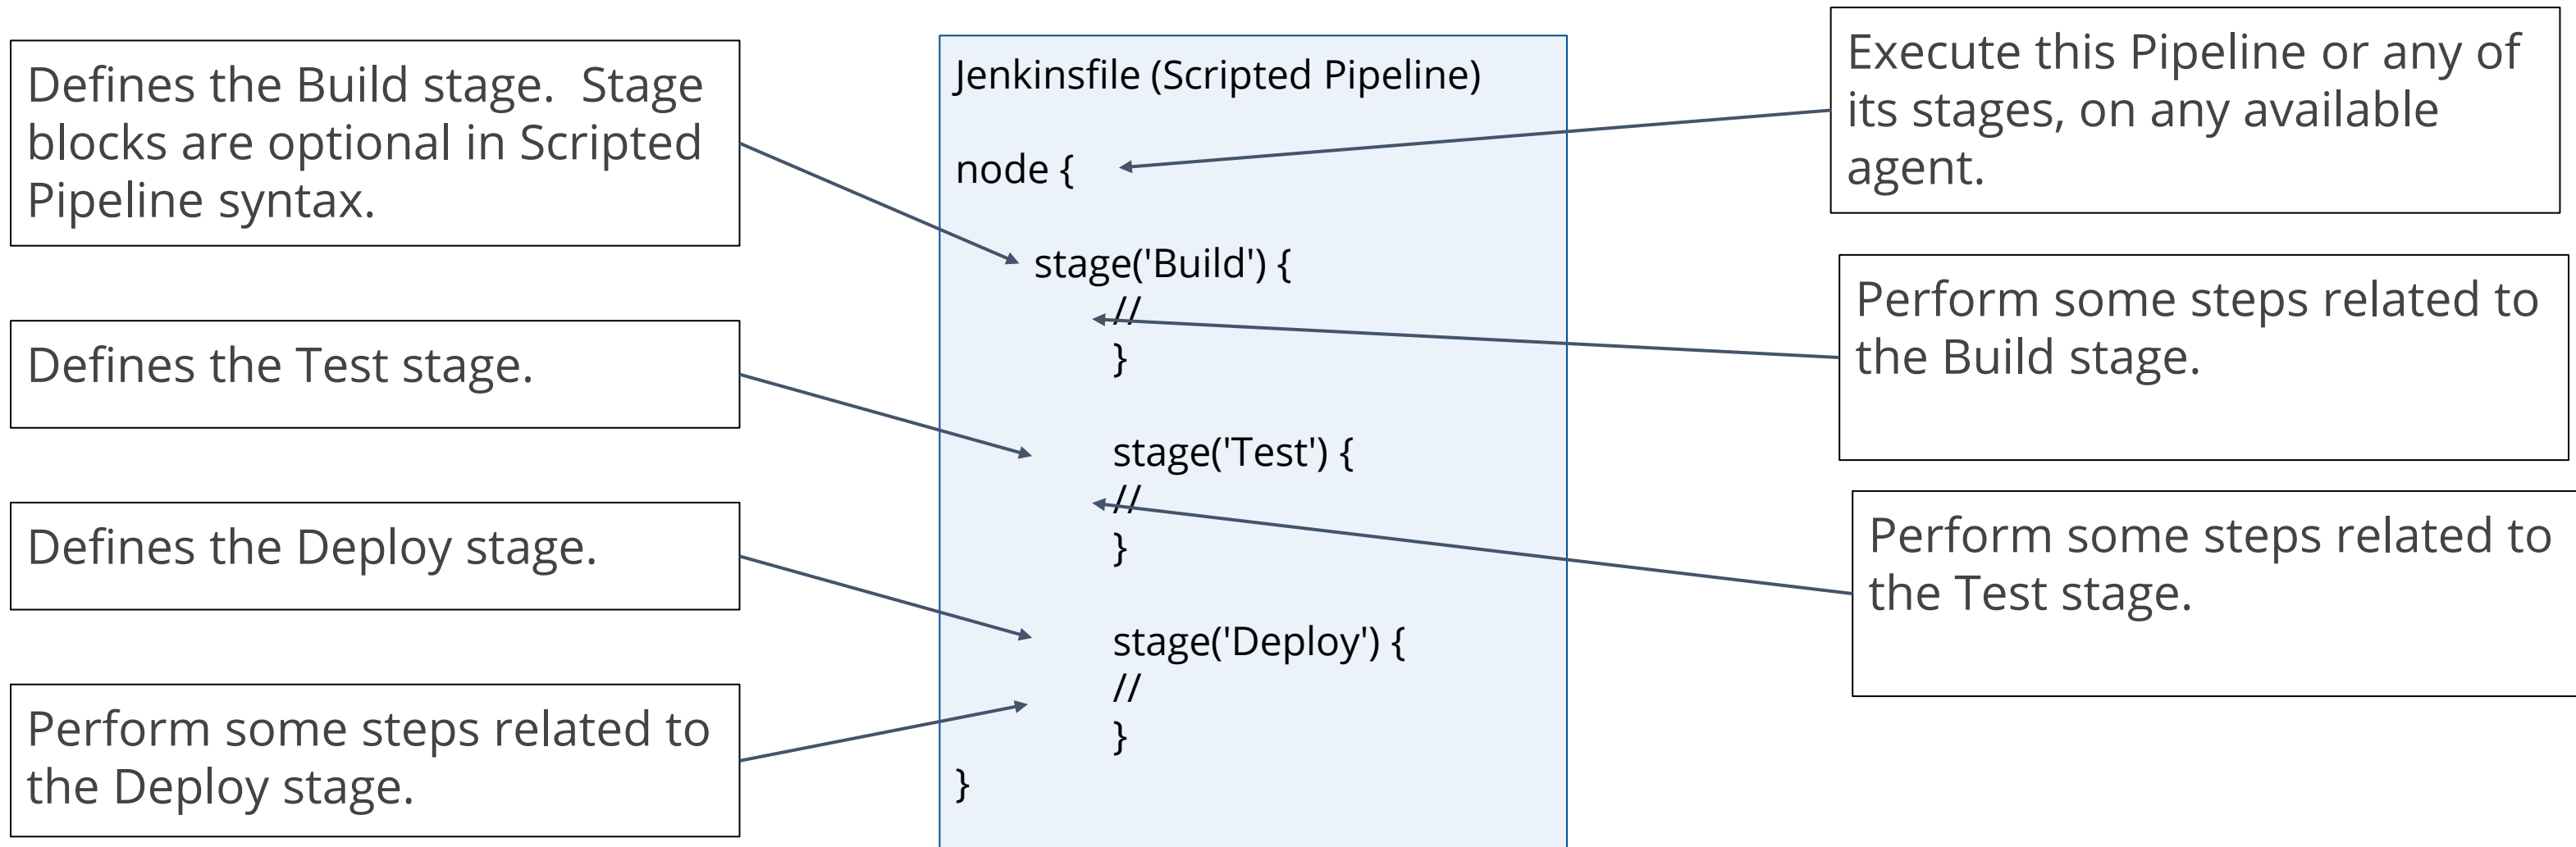 Defines the Build stage.  Stage
blocks are optional in Scripted
Pipeline syntax.
Defines the Test stage.
Defines the Deploy stage.
Perform some steps related to
the Deploy stage.
Jenkinsfile (Scripted Pipeline)
node {
stage('Build') {
//
}
stage('Test') {
//
}
stage('Deploy') {
//
}
}
Execute this Pipeline or any of
its stages, on any available
agent.
Perform some steps related to
the Build stage.
Perform some steps related to
the Test stage.